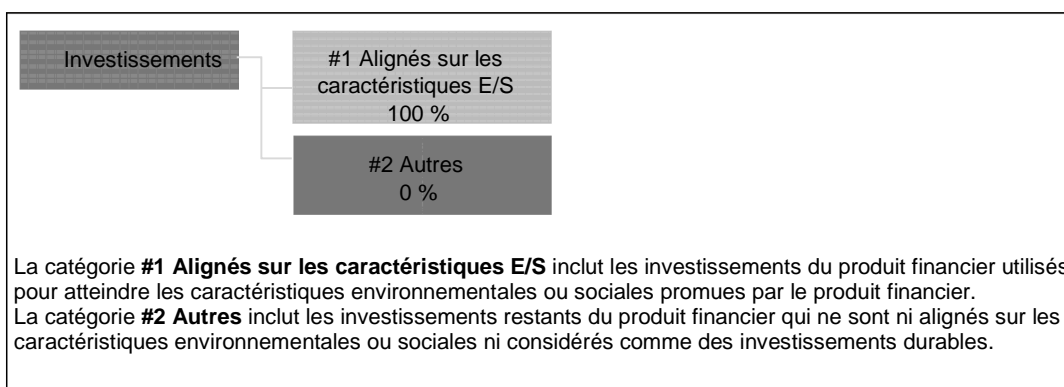 Investissements
#1 Alignés sur les
caractéristiques E/S
100 %
#2 Autres
0 %
La catégorie #1 Alignés sur les caractéristiques E/S inclut les investissements du produit financier utilisés
pour atteindre les caractéristiques environnementales ou sociales promues par le produit financier.
La catégorie #2 Autres inclut les investissements restants du produit financier qui ne sont ni alignés sur les
caractéristiques environnementales ou sociales ni considérés comme des investissements durables.